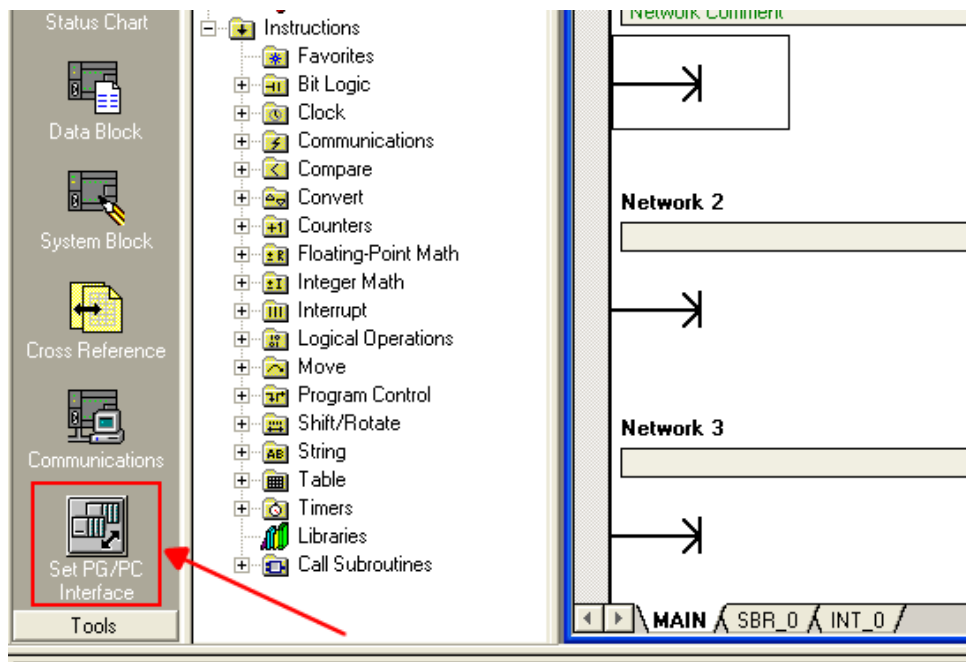 Status Chart
Data Block
System Block
Cross Reference
Communications
Set PG/PC
Interface
Tools
Instructions
Favorites
Bit Logic
Clock
Communications
Compare
Convert
Counters
Floating-Point Math
Integer Math
Interrupt
Logical Operations
Move
Program Control
Shift/Rotate
String
Table
Timers
Libraries
Call Subroutines
Network Comment
Network 2
Network 3
MAIN SBR_0 INT_0